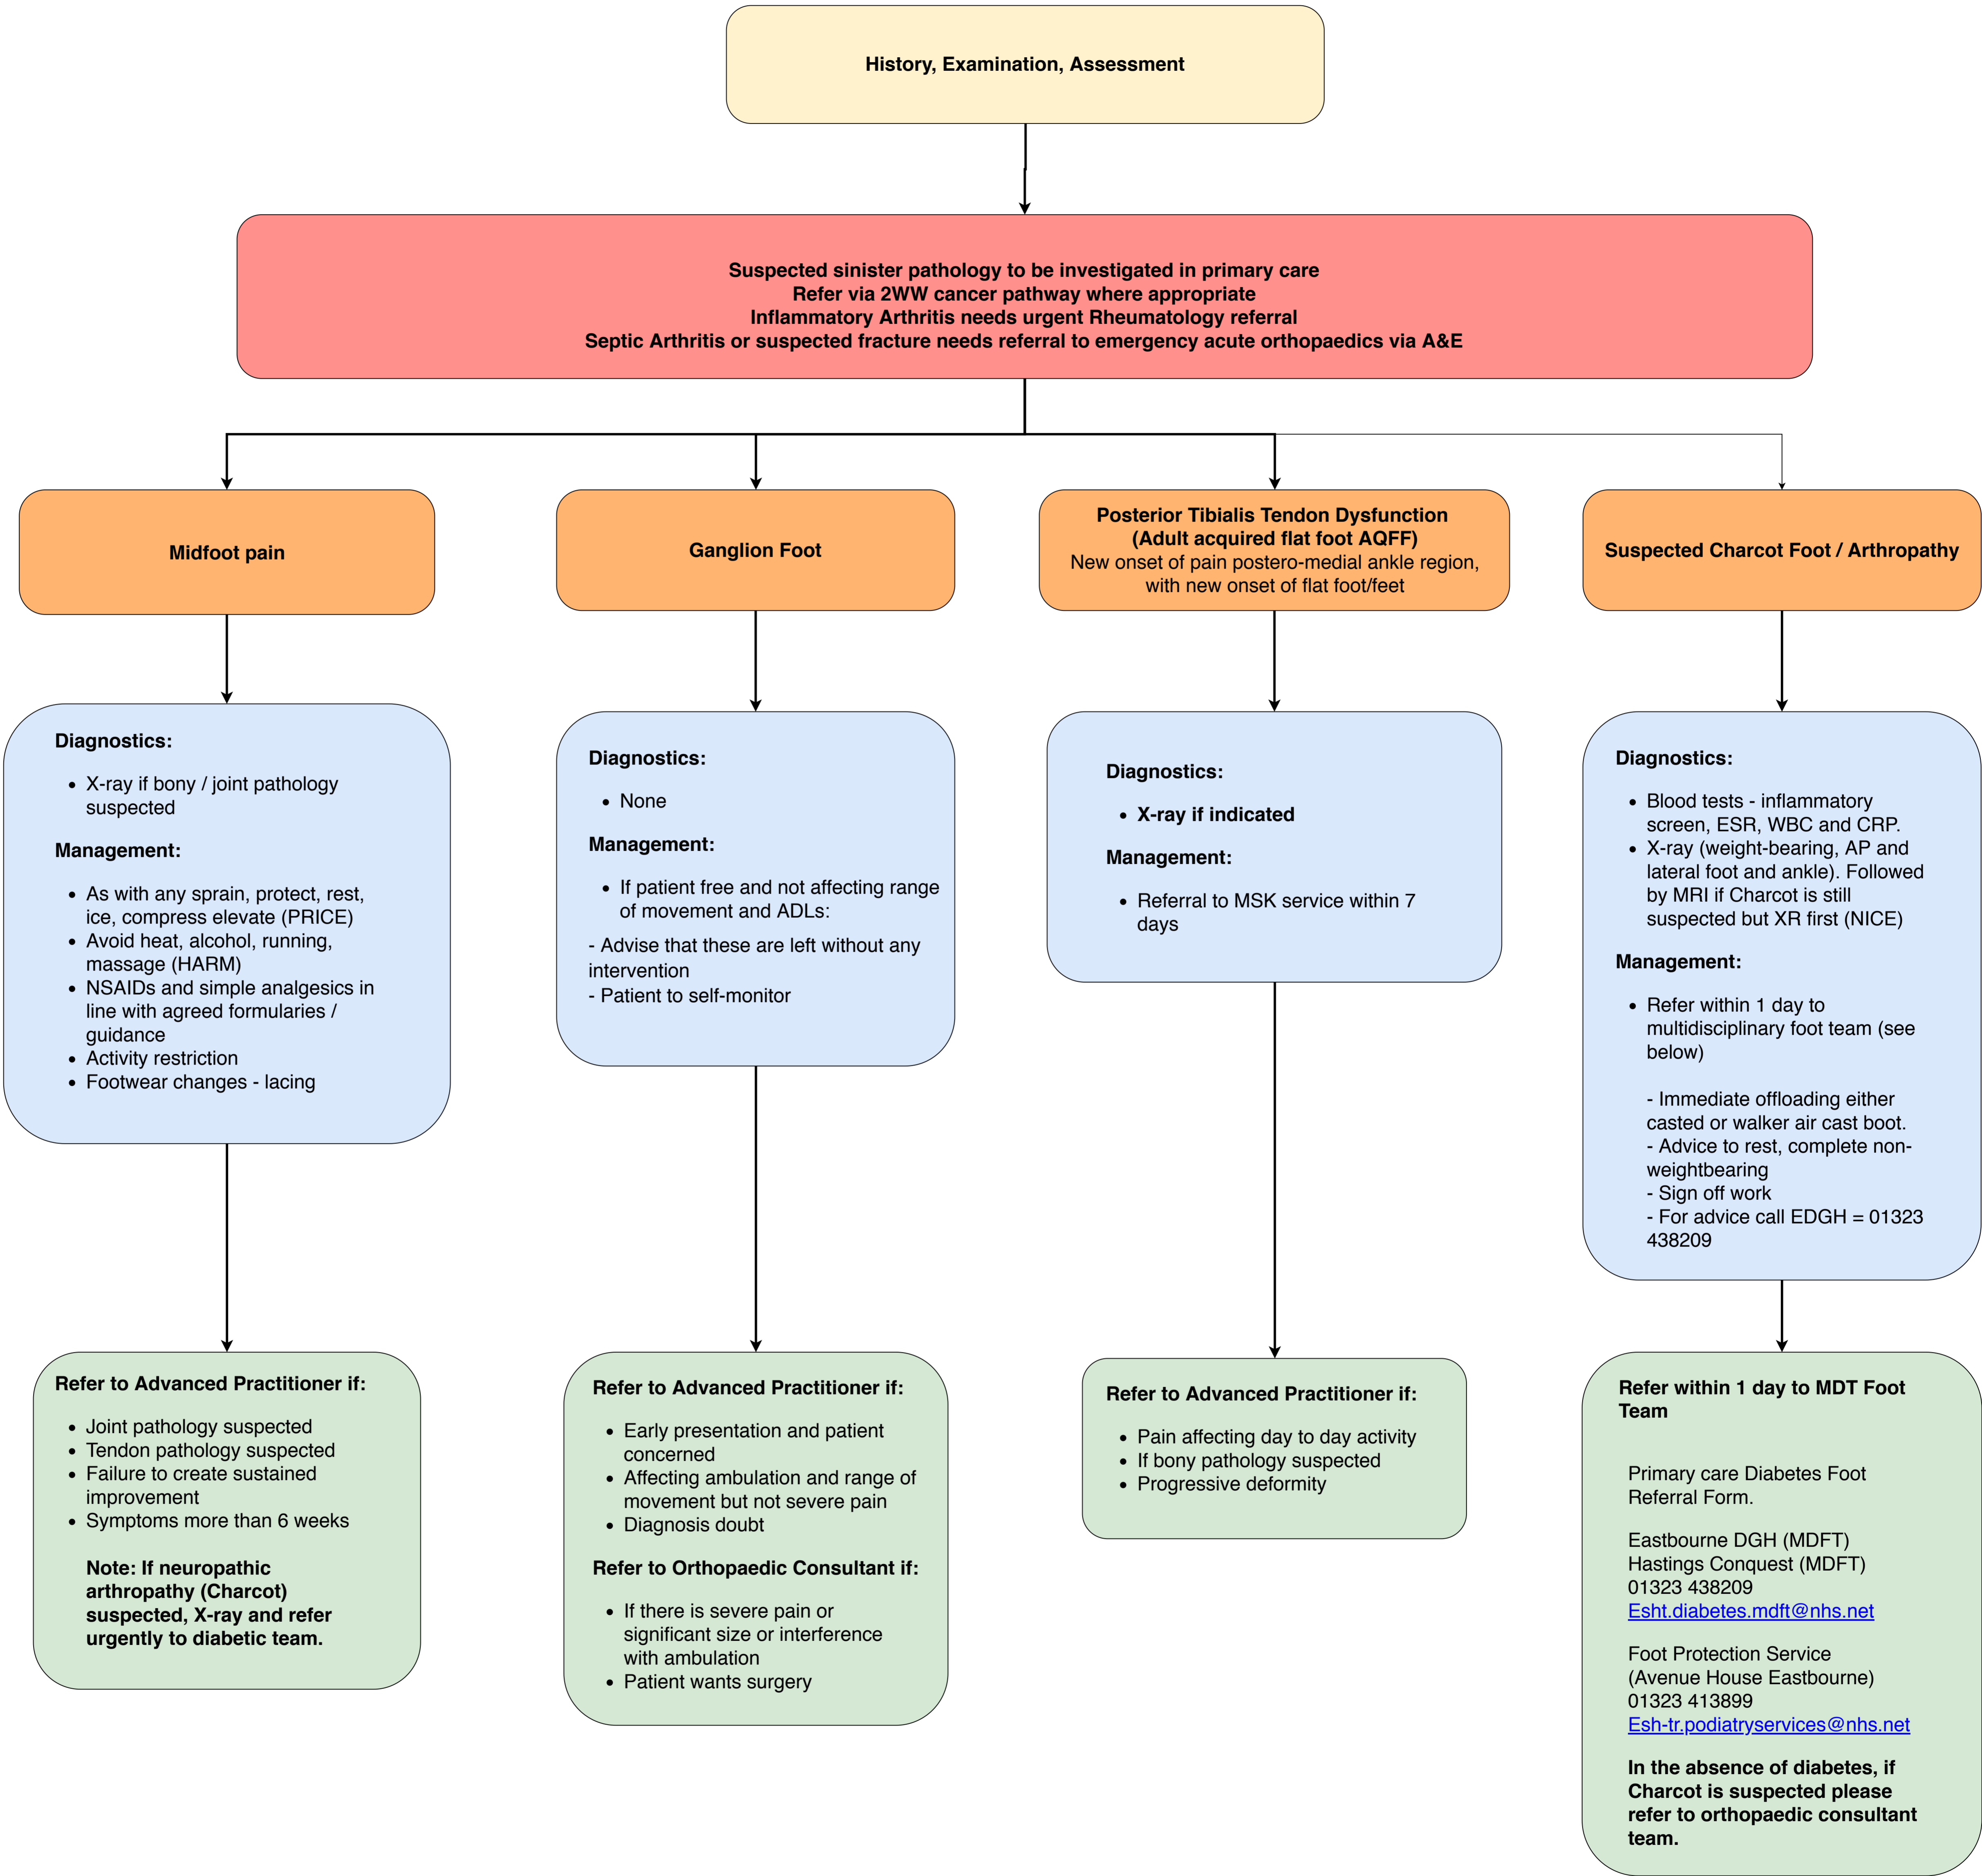 History, Examination, Assessment
Suspected sinister pathology to be investigated in primary care
Refer via 2WW cancer pathway where appropriate
Inflammatory Arthritis needs urgent Rheumatology referral
Septic Arthritis or suspected fracture needs referral to emergency acute orthopaedics via A&E
Midfoot pain
Diagnostics:
• X-ray if bony / joint pathology
suspected
Management:
• As with any sprain, protect, rest,
ice, compress elevate (PRICE)
• Avoid heat, alcohol, running,
massage (HARM)
• NSAIDs and simple analgesics in
line with agreed formularies /
guidance
• Activity restriction
• Footwear changes - lacing
Refer to Advanced Practitioner if:
• Joint pathology suspected
• Tendon pathology suspected
• Failure to create sustained
improvement
• Symptoms more than 6 weeks
Note: If neuropathic
arthropathy (Charcot)
suspected, X-ray and refer
urgently to diabetic team.
Ganglion Foot
Diagnostics:
• None
Management:
• If patient free and not affecting range
of movement and ADLs:
- Advise that these are left without any
intervention
- Patient to self-monitor
Refer to Advanced Practitioner if:
• Early presentation and patient
concerned
• Affecting ambulation and range of
movement but not severe pain
• Diagnosis doubt
Refer to Orthopaedic Consultant if:
• If there is severe pain or
significant size or interference
with ambulation
• Patient wants surgery
Posterior Tibialis Tendon Dysfunction
(Adult acquired flat foot AQFF)
New onset of pain postero-medial ankle region,
with new onset of flat foot/feet
Diagnostics:
• X-ray if indicated
Management:
• Referral to MSK service within 7
days
Refer to Advanced Practitioner if:
• Pain affecting day to day activity
• If bony pathology suspected
• Progressive deformity
Suspected Charcot Foot / Arthropathy
Diagnostics:
• Blood tests - inflammatory
screen, ESR, WBC and CRP.
• X-ray (weight-bearing, AP and
lateral foot and ankle). Followed
by MRI if Charcot is still
suspected but XR first (NICE)
Management:
• Refer within 1 day to
multidisciplinary foot team (see
below)
- Immediate offloading either
casted or walker air cast boot.
- Advice to rest, complete non-
weightbearing
- Sign off work
- For advice call EDGH = 01323
438209
Refer within 1 day to MDT Foot
Team
Primary care Diabetes Foot
Referral Form.
Eastbourne DGH (MDFT)
Hastings Conquest (MDFT)
01323 438209
Esht.diabetes.mdft@nhs.net
Foot Protection Service
(Avenue House Eastbourne)
01323 413899
Esh-tr.podiatryservices@nhs.net
In the absence of diabetes, if
Charcot is suspected please
refer to orthopaedic consultant
team.